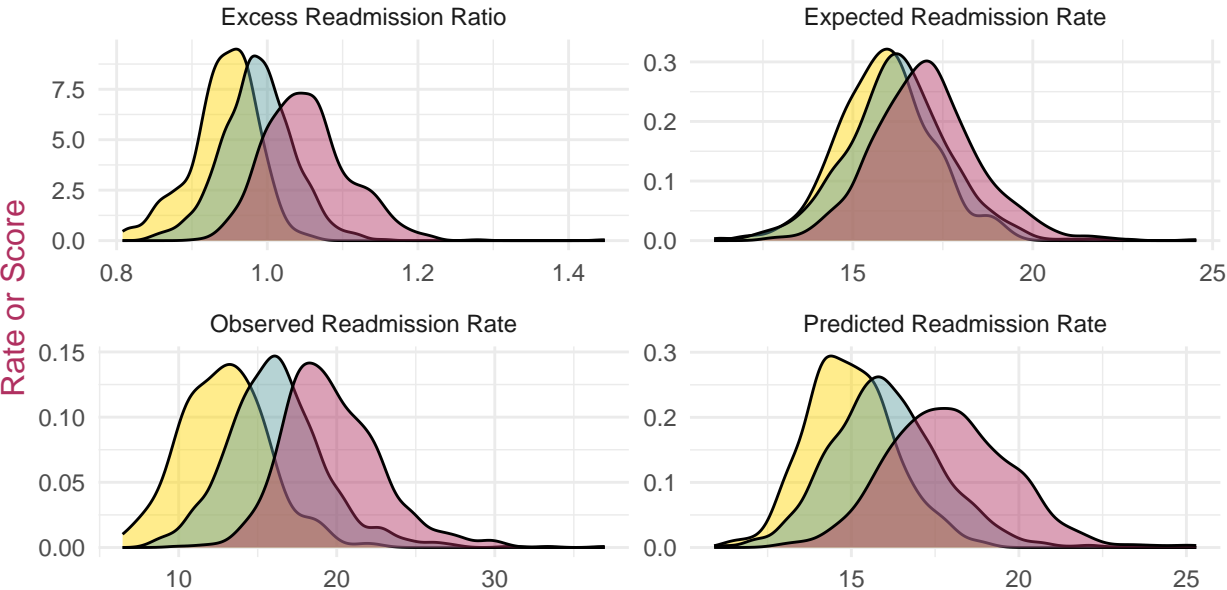 Excess Readmission Ratio
Expected Readmission Rate
7.5
5.0
2.5
0.0
0.8 1.0 1.2 1.4
0.3
0.2
0.1
0.0
15 20 25
Rate or Score
Observed Readmission Rate
Predicted Readmission Rate
0.15
0.10
0.05
0.00
10 20 30
0.3
0.2
0.1
0.0
15 20 25